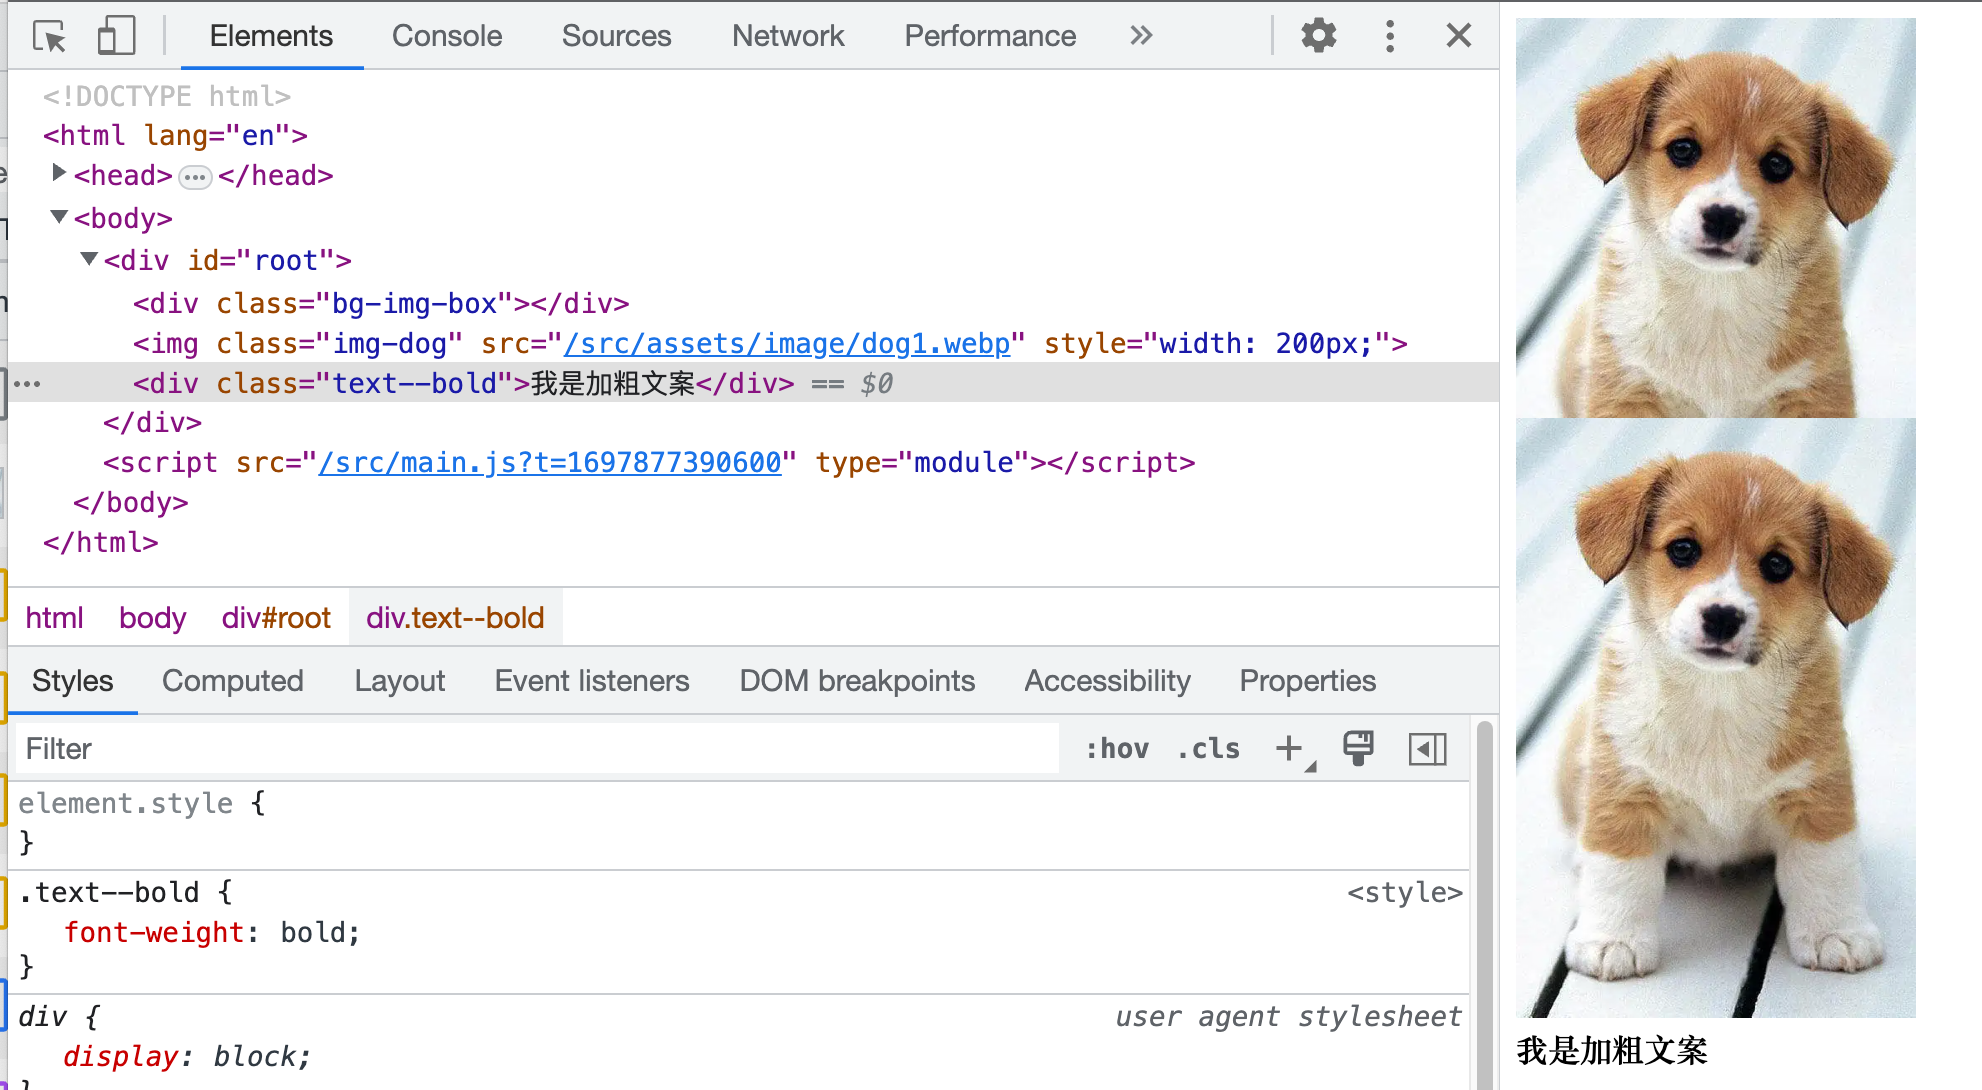 Elements Console Sources Network Performance »
<!DOCTYPE html>
<html lang="en">
<head>…</head>
<body>
<div id="root">
<div class="bg-img-box"></div>
<img class="img-dog" src="/src/assets/image/dog1.webp" style="width: 200px;">
<div class="text--bold">我是加粗文案</div> == $0
</div>
<script src="/src/main.js?t=1697877390600" type="module"></script>
</body>
</html>
html body div#root div.text--bold
Styles Computed Layout Event listeners DOM breakpoints Accessibility Properties
Filter :hov .cls +
element.style {
}
.text--bold { <style>
font-weight: bold;
}
div { user agent stylesheet
display: block;
我是加粗文案